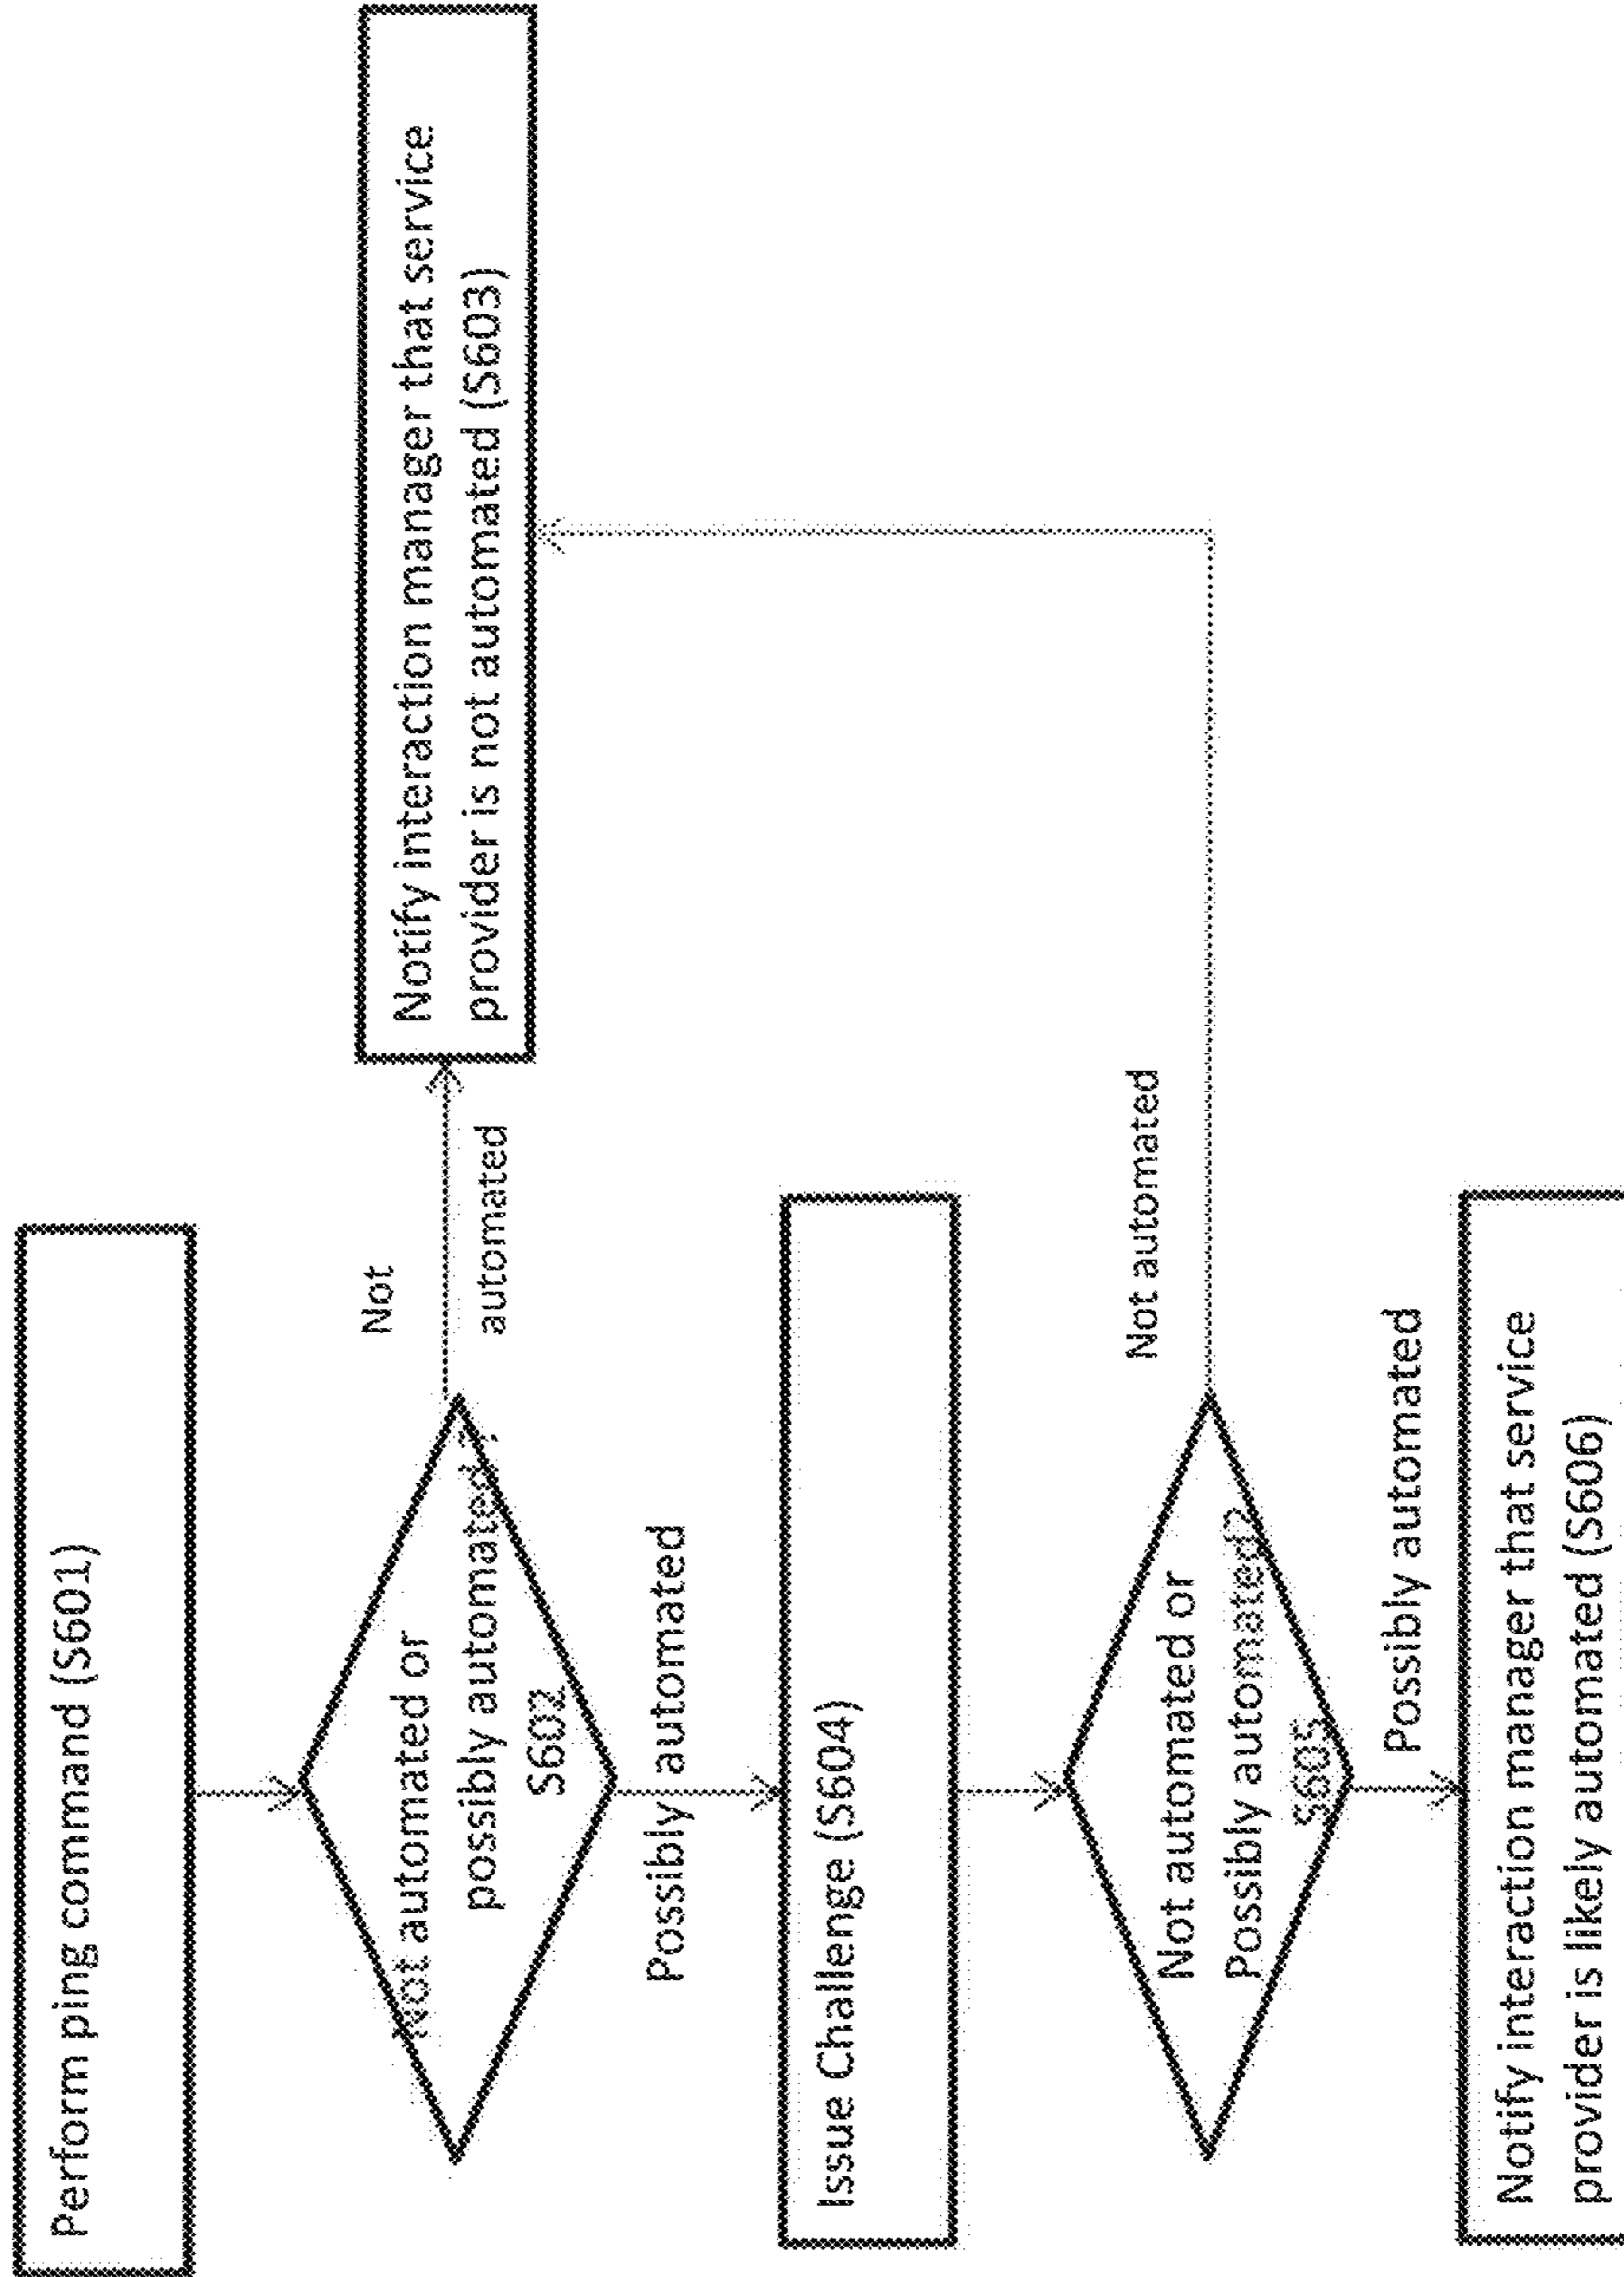 Perform ping command (S601)
Not automated or
possibly automated?
S602
Not
automated
Notify interaction manager that service
provider is not automated (S603)
Possibly automated
Issue Challenge (S604)
Not automated or
Possibly automated?
S605
Not automated
Possibly automated
Notify interaction manager that service
provider is likely automated (S606)